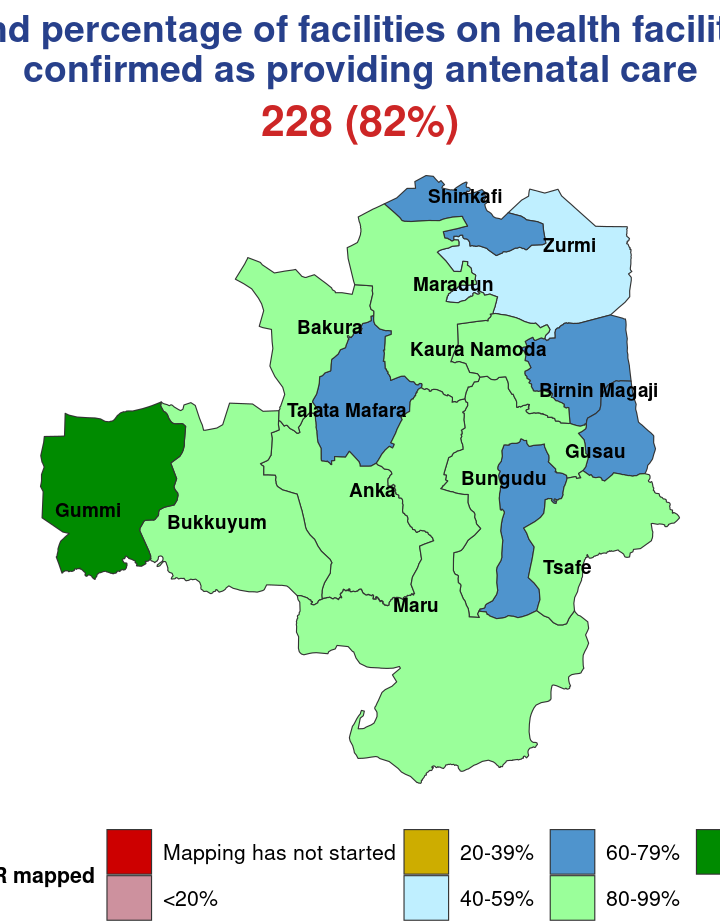 percentage of facilities on health
confirmed as providing antenatal care
228 (82%)
Shinkafi
Zurmi
Maradun
Bakura
Kaura Namoda
Birnin Magaji
Talata Mafara
Gusau
Bungudu
Anka
Gummi
Bukkuyum
Tsafe
Maru
mapped
Mapping has not started
20-39%
60-79%
<20%
40-59%
80-99%